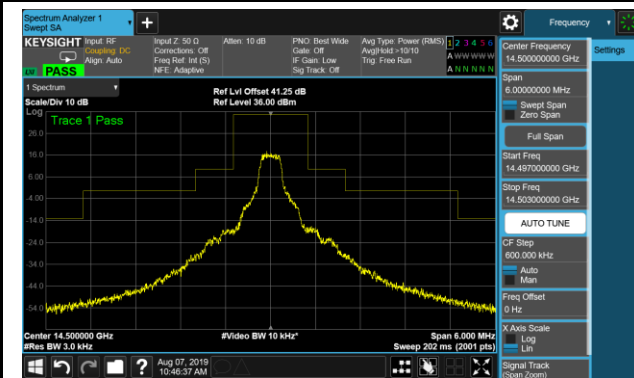 Spectrum Analyzer 1
Swept SA
+
Frequency
KEYSIGHT
Input: RF
Coupling: DC
Align: Auto
Input Z: 50 Ω
Corrections: Off
Freq Ref: Int (S)
NFE: Adaptive
Atten: 10 dB
PNO: Best Wide
Gate: Off
IF Gain: Low
Sig Track: Off
Avg Type: Power (RMS)
Avg|Hold:>10/10
Trig: Free Run
1 2 3 4 5 6
A W W W W W
A N N N N N
PASS
1 Spectrum
Scale/Div 10 dB
Ref Lvl Offset 41.25 dB
Ref Level 36.00 dBm
Log
Trace 1 Pass
26.0
16.0
6.00
-4.00
-14.0
-24.0
-34.0
-44.0
-54.0
Center 14.500000 GHz
#Res BW 3.0 kHz
#Video BW 10 kHz*
Span 6.000 MHz
Sweep 202 ms (2001 pts)
Aug 07, 2019
10:46:37 AM
Center Frequency
14.500000000 GHz
Settings
Span
6.00000000 MHz
Swept Span
Zero Span
Full Span
Start Freq
14.497000000 GHz
Stop Freq
14.503000000 GHz
AUTO TUNE
CF Step
600.000 kHz
Auto
Man
Freq Offset
0 Hz
X Axis Scale
Log
Lin
Signal Track
(Span Zoom)